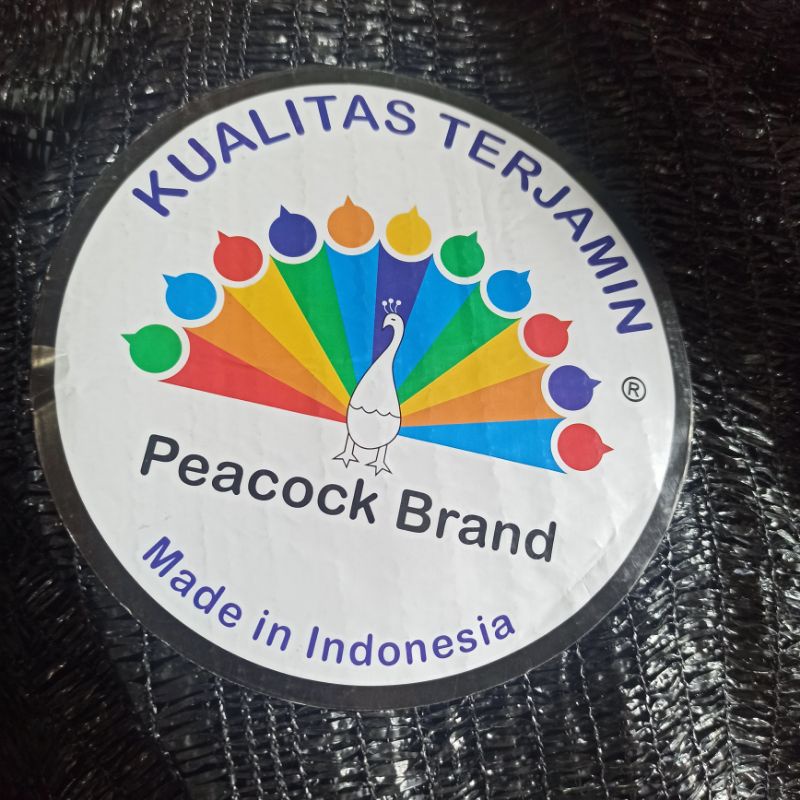 KUALITAS TERJAMIN
®
Peacock Brand
Made in Indonesia